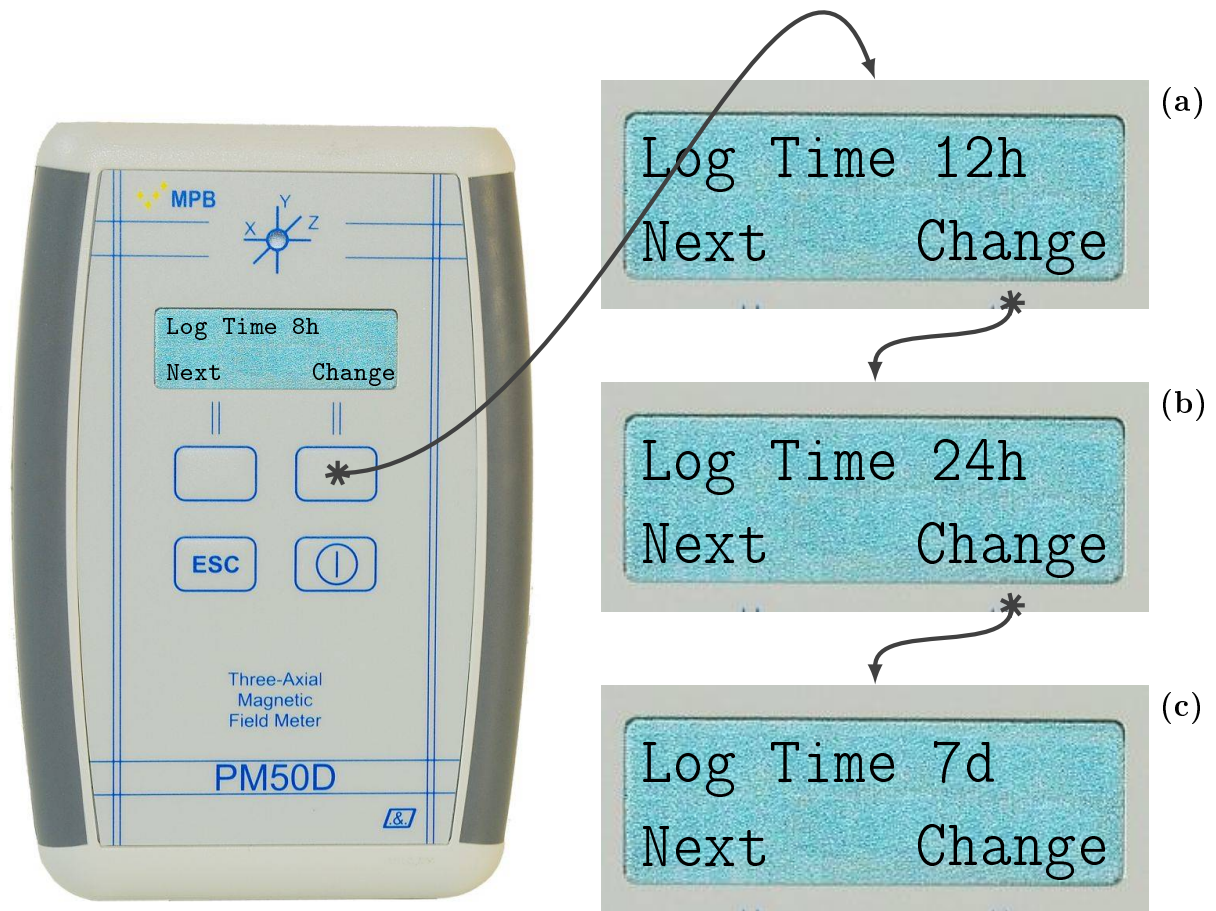 MPB
Y
X Z
Log Time 8h
Next Change
ESC
Three-Axial
Magnetic
Field Meter
PM50D
.&.
(a)
Log Time 12h
Next Change
(b)
Log Time 24h
Next Change
(c)
Log Time 7d
Next Change